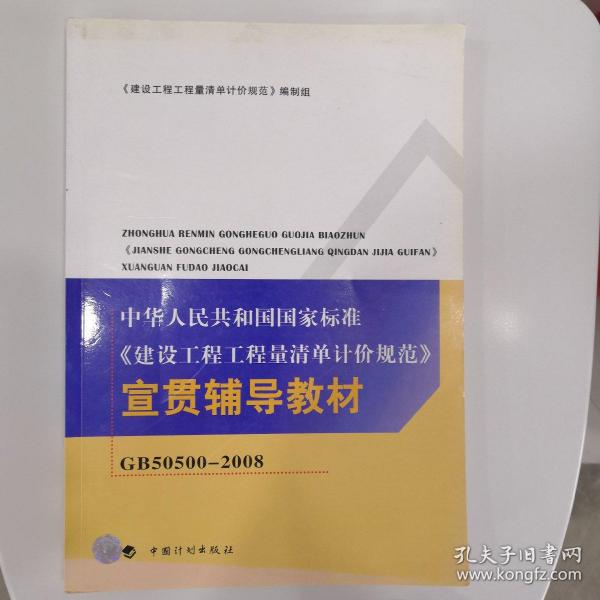 《建设工程工程量清单计价规范》编制组
ZHONGHUA RENMIN GONGHEGUO GUOJIA BIAOZHUN
《JIANSHE GONGCHENG GONGCHENGLIANG QINGDAN JIJIA GUIFAN》
XUANGUAN FUDAO JIAOCAI
中华人民共和国国家标准
《建设工程工程量清单计价规范》
宣贯辅导教材
GB50500-2008
中国计划出版社
孔夫子旧书网
www.kongfz.com